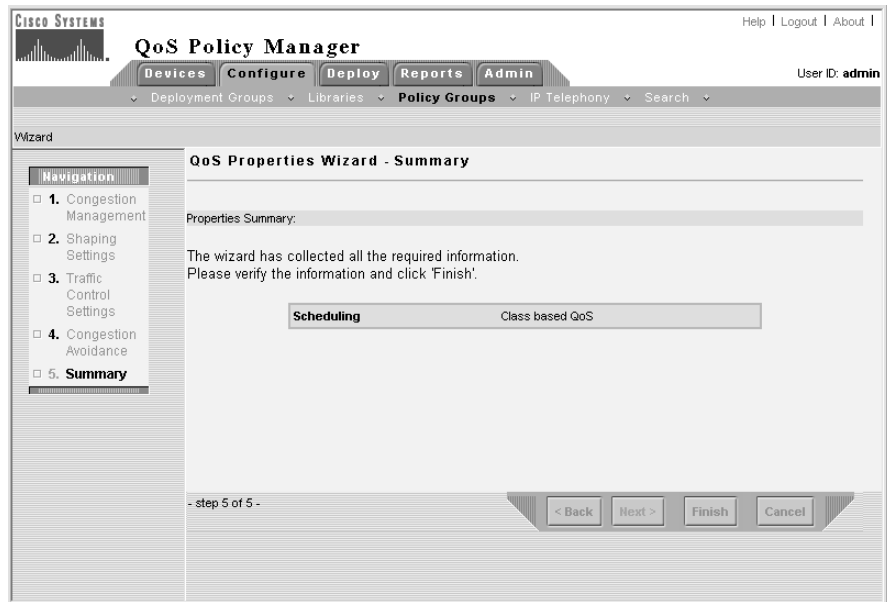 CISCO SYSTEMS
Help | Logout | About |
QoS Policy Manager
Devices Configure Deploy Reports Admin
User ID: admin
Deployment Groups Libraries Policy Groups IP Telephony Search
Wizard
Navigation
1. Congestion
Management
2. Shaping
Settings
3. Traffic
Control
Settings
4. Congestion
Avoidance
5. Summary
QoS Properties Wizard - Summary
Properties Summary:
The wizard has collected all the required information.
Please verify the information and click 'Finish'.
Scheduling Class based QoS
- step 5 of 5 -
< Back Next > Finish Cancel